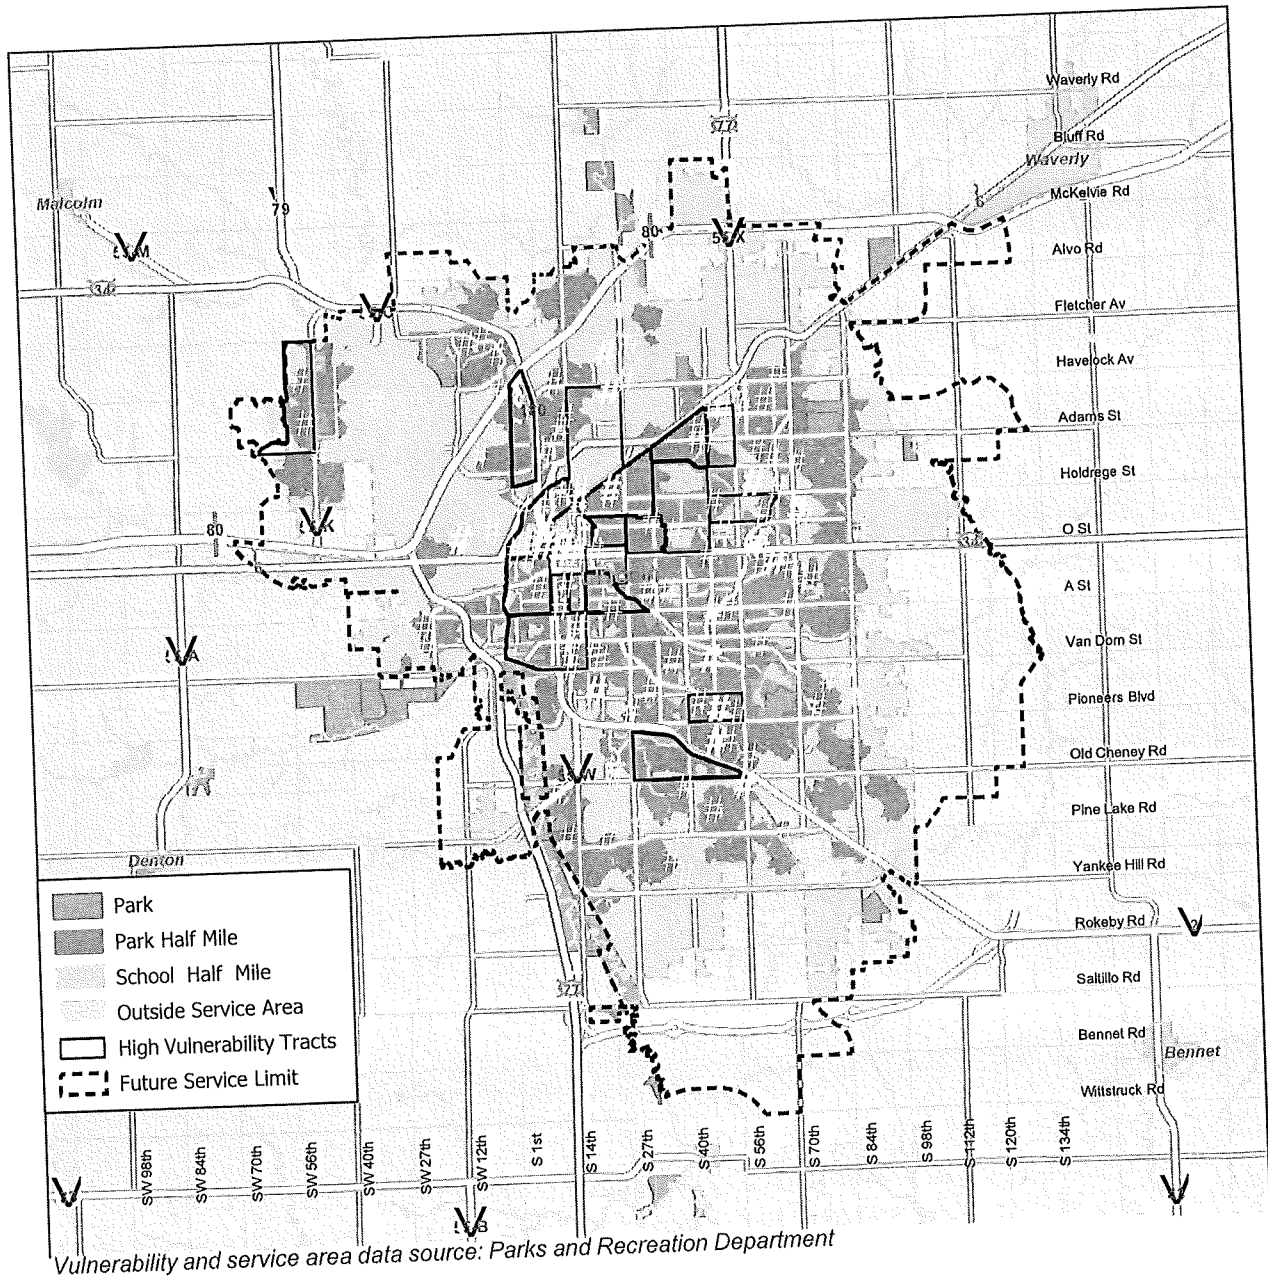 Waverly Rd
77
Bluff Rd
Waverly
McKelvie Rd
Malcolm
79
6
80
Alvo Rd
34
Fletcher Av
Havelock Av
Adams St
Holdrege St
80
O St
34
A St
Van Dorn St
Pioneers Blvd
Old Cheney Rd
Pine Lake Rd
Denton
Yankee Hill Rd
Park
Rokeby Rd
2
Park Half Mile
School Half Mile
Saltillo Rd
77
Outside Service Area
High Vulnerability Tracts
Bennet Rd
Bennet
Future Service Limit
Wittstruck Rd
SW 98th
SW 84th
SW 70th
SW 56th
SW 40th
SW 27th
SW 12th
S 1st
S 14th
S 27th
S 40th
S 56th
S 70th
S 84th
S 98th
S 112th
S 120th
S 134th
Vulnerability and service area data source: Parks and Recreation Department